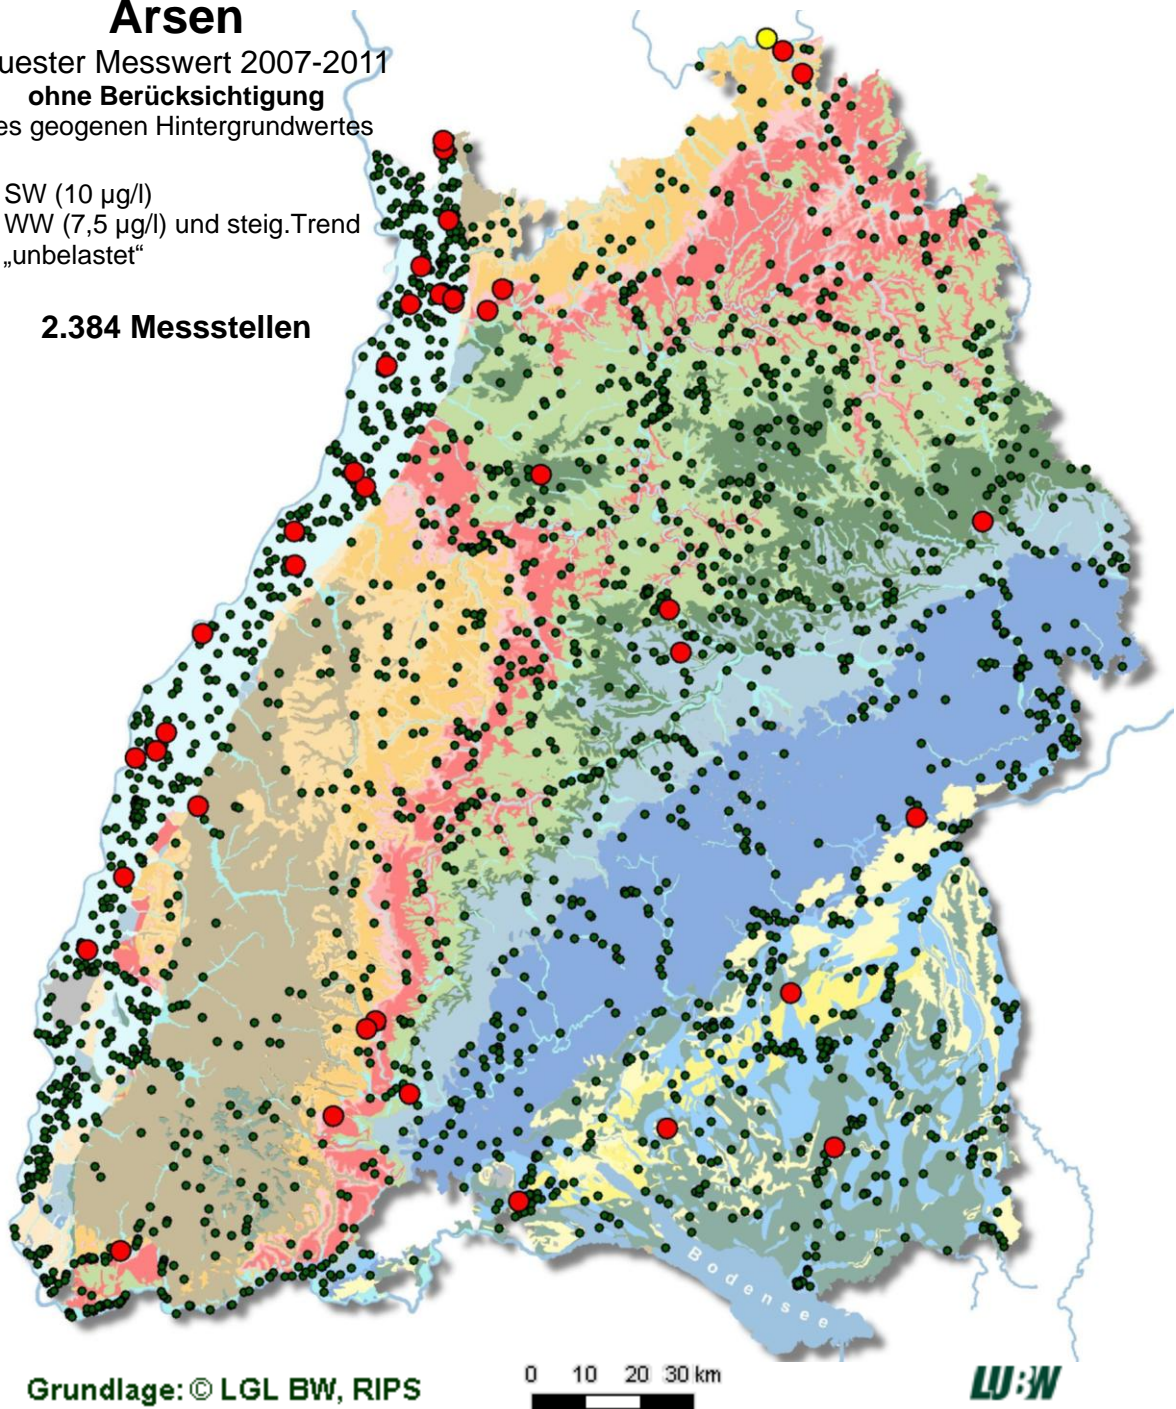 Arsen
uester Messwert 2007-2011
ohne Berücksichtigung
es geogenen Hintergrundwertes
SW (10 µg/l)
WW (7,5 µg/l) und steig.Trend
„unbelastet“
2.384 Messstellen
Bodensee
0 10 20 30 km
Grundlage: © LGL BW, RIPS
LUBW